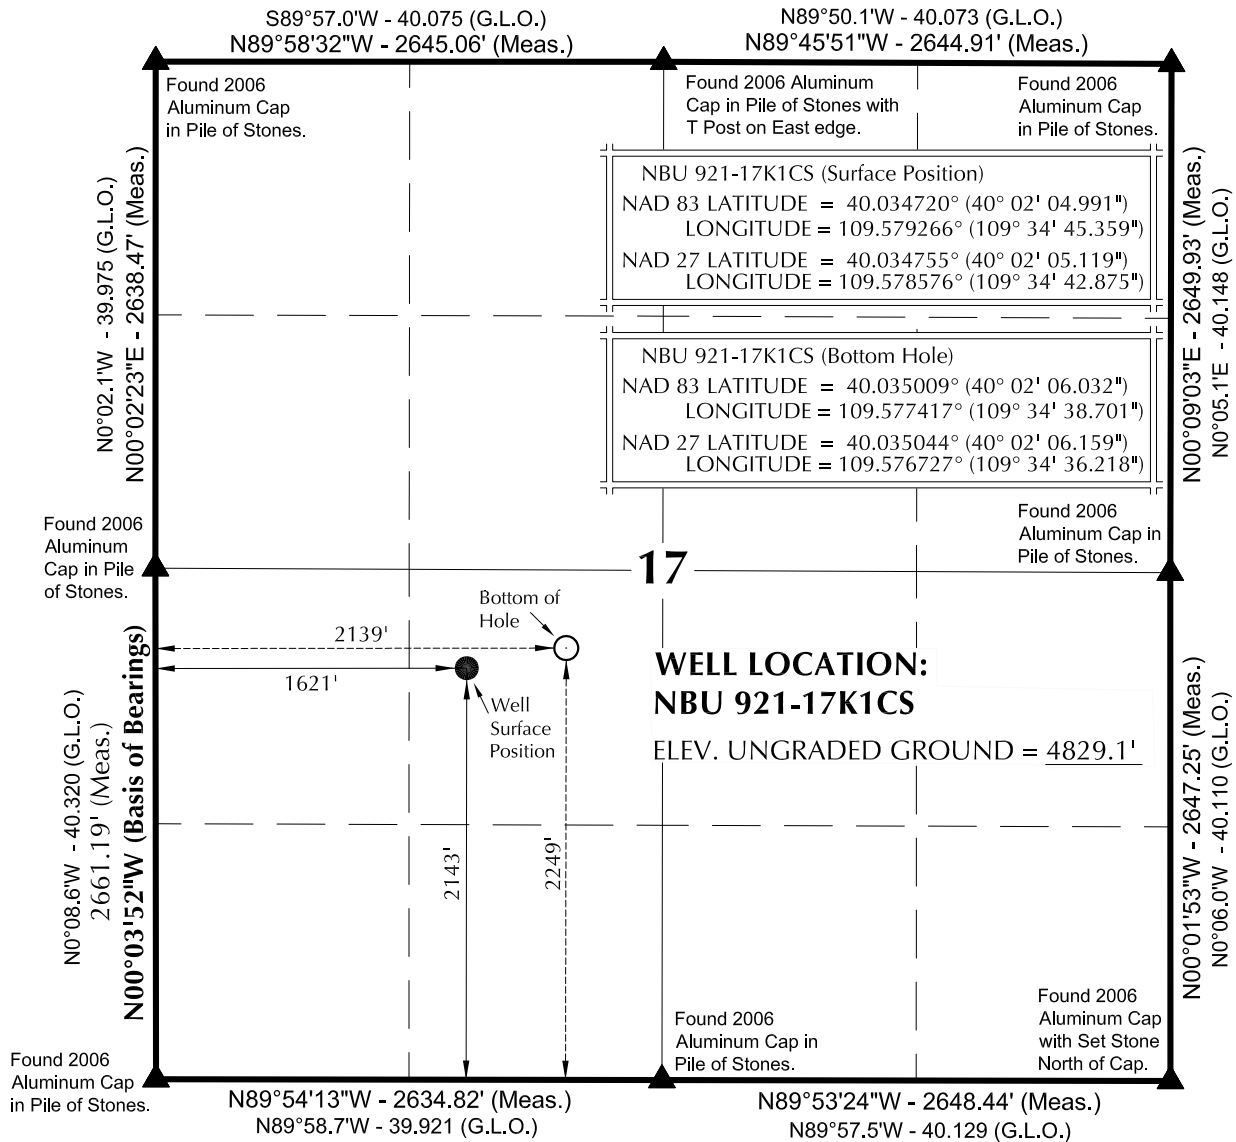 S89°57.0'W - 40.075 (G.L.O.)
N89°58'32"W - 2645.06' (Meas.)
N89°50.1'W - 40.073 (G.L.O.)
N89°45'51"W - 2644.91' (Meas.)
Found 2006
Aluminum Cap
in Pile of Stones.
Found 2006 Aluminum
Cap in Pile of Stones with
T Post on East edge.
Found 2006
Aluminum Cap
in Pile of Stones.
N0°02.1'W - 39.975 (G.L.O.)
N00°02'23"E - 2638.47' (Meas.)
NBU 921-17K1CS (Surface Position)
NAD 83 LATITUDE = 40.034720° (40° 02' 04.991")
LONGITUDE = 109.579266° (109° 34' 45.359")
NAD 27 LATITUDE = 40.034755° (40° 02' 05.119")
LONGITUDE = 109.578576° (109° 34' 42.875")
NBU 921-17K1CS (Bottom Hole)
NAD 83 LATITUDE = 40.035009° (40° 02' 06.032")
LONGITUDE = 109.577417° (109° 34' 38.701")
NAD 27 LATITUDE = 40.035044° (40° 02' 06.159")
LONGITUDE = 109.576727° (109° 34' 36.218")
N00°09'03"E - 2649.93' (Meas.)
N0°05.1'E - 40.148 (G.L.O.)
Found 2006
Aluminum
Cap in Pile
of Stones.
Found 2006
Aluminum Cap in
Pile of Stones.
17
Bottom of
Hole
2139'
1621'
Well
Surface
Position
WELL LOCATION:
NBU 921-17K1CS
ELEV. UNGRADED GROUND = 4829.1'
N0°08.6'W - 40.320 (G.L.O.)
2661.19' (Meas.)
N00°03'52"W (Basis of Bearings)
2143'
2249'
N00°01'53"W - 2647.25' (Meas.)
N0°06.0'W - 40.110 (G.L.O.)
Found 2006
Aluminum Cap
in Pile of Stones.
Found 2006
Aluminum Cap in
Pile of Stones.
Found 2006
Aluminum Cap
with Set Stone
North of Cap.
N89°54'13"W - 2634.82' (Meas.)
N89°58.7'W - 39.921 (G.L.O.)
N89°53'24"W - 2648.44' (Meas.)
N89°57.5'W - 40.129 (G.L.O.)